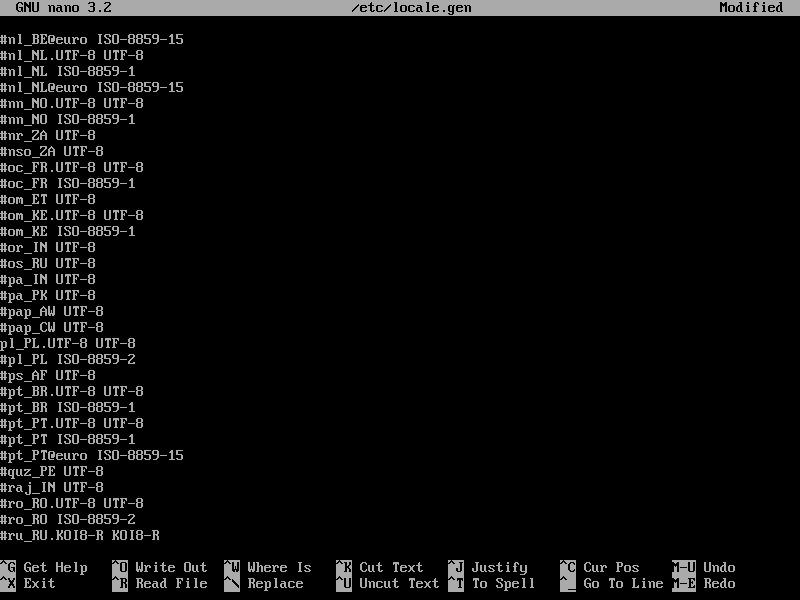 GNU nano 3.2 /etc/locale.gen Modified
#nl_BE@euro ISO-8859-15
#nl_NL.UTF-8 UTF-8
#nl_NL ISO-8859-1
#nl_NL@euro ISO-8859-15
#nn_NO.UTF-8 UTF-8
#nn_NO ISO-8859-1
#nr_ZA UTF-8
#nso_ZA UTF-8
#oc_FR.UTF-8 UTF-8
#oc_FR ISO-8859-1
#om_ET UTF-8
#om_KE.UTF-8 UTF-8
#om_KE ISO-8859-1
#or_IN UTF-8
#os_RU UTF-8
#pa_IN UTF-8
#pa_PK UTF-8
#pap_AW UTF-8
#pap_CW UTF-8
pl_PL.UTF-8 UTF-8
#pl_PL ISO-8859-2
#ps_AF UTF-8
#pt_BR.UTF-8 UTF-8
#pt_BR ISO-8859-1
#pt_PT.UTF-8 UTF-8
#pt_PT ISO-8859-1
#pt_PT@euro ISO-8859-15
#quz_PE UTF-8
#raj_IN UTF-8
#ro_RO.UTF-8 UTF-8
#ro_RO ISO-8859-2
#ru_RU.KOI8-R KOI8-R
^G Get Help ^O Write Out ^W Where Is ^K Cut Text ^J Justify ^C Cur Pos M-U Undo
^X Exit ^R Read File ^\ Replace ^U Uncut Text ^T To Spell ^_ Go To Line M-E Redo